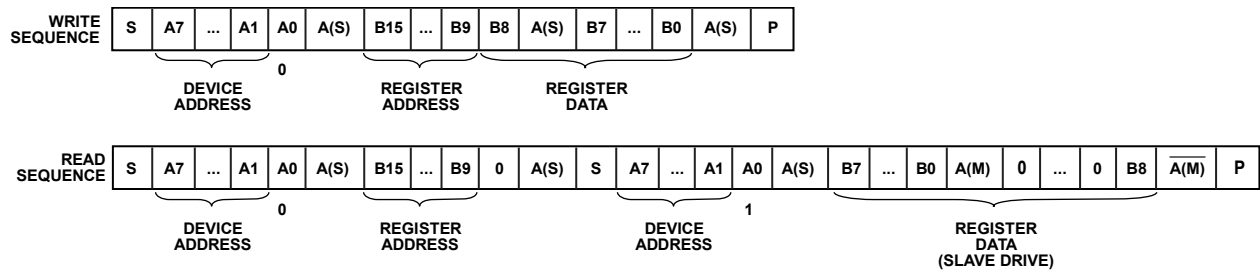 WRITE
SEQUENCE
S A7 ... A1 A0 A(S) B15 ... B9 B8 A(S) B7 ... B0 A(S) P
0
DEVICE
ADDRESS
REGISTER
ADDRESS
REGISTER
DATA
READ
SEQUENCE
S A7 ... A1 A0 A(S) B15 ... B9 0 A(S) S A7 ... A1 A0 A(S) B7 ... B0 A(M) 0 ... 0 B8 A̅(̅M̅)̅ P
0 1
DEVICE
ADDRESS
REGISTER
ADDRESS
DEVICE
ADDRESS
REGISTER
DATA
(SLAVE DRIVE)